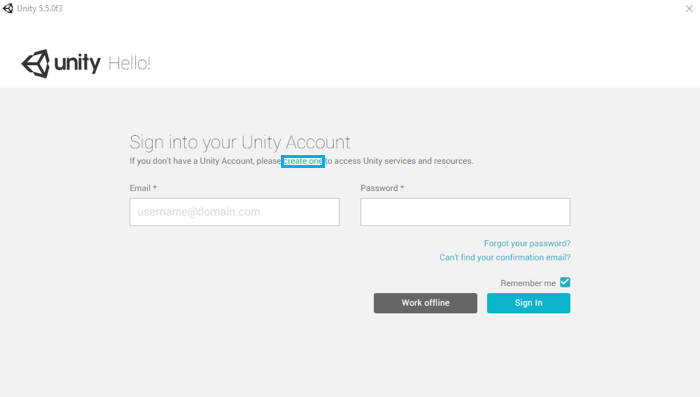 Unity 5.5.0f3
unity Hello!
Sign into your Unity Account
If you don't have a Unity Account, please create one to access Unity services and resources.
Email *
Password *
username@domain.com
Forgot your password?
Can't find your confirmation email?
Remember me
Work offline
Sign In